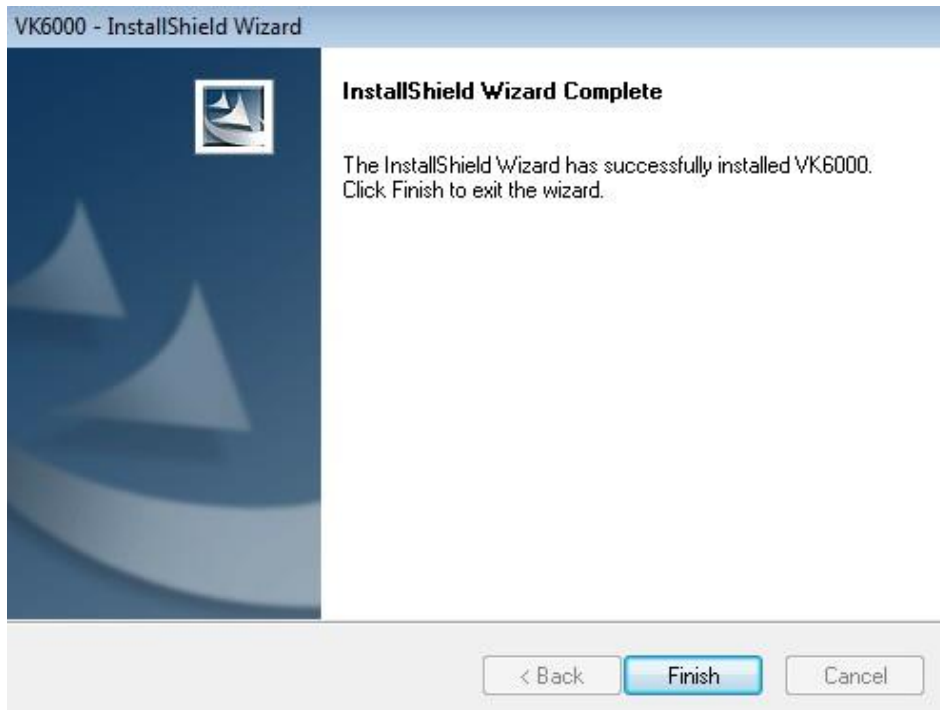 VK6000 - InstallShield Wizard
InstallShield Wizard Complete
The InstallShield Wizard has successfully installed VK6000.
Click Finish to exit the wizard.
< Back
Finish
Cancel